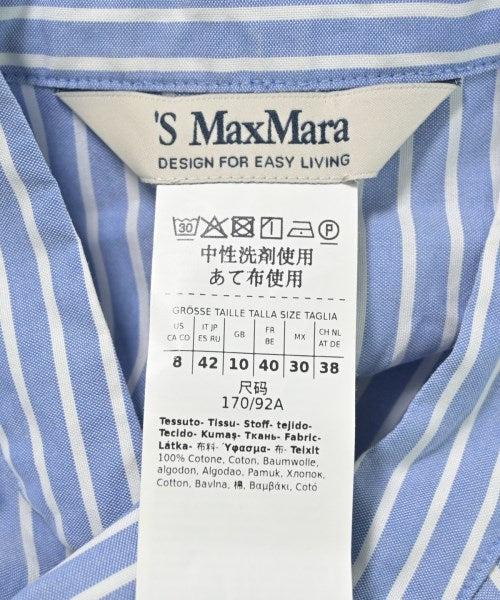 'S MaxMara
DESIGN FOR EASY LIVING
30 P
中性洗剤使用
あて布使用
GRÖSSE TAILLE TALLA SIZE TAGLIA
US CA CO
IT JP ES RU
GB
FR BE
MX
CH NL AT DE
8 42 10 40 30 38
尺码
170/92A
Tessuto- Tissu- Stoff- tejido-
Tecido- Kumaş- Ткань- Fabric-
Látka- 布料- Ύφασμα- 布- Teixit
100% Cotone, Coton, Baumwolle,
algodon, Algodao, Pamuk, Хлопок,
Cotton, Bavlna, 棉, Βαμβάκι, Cotó